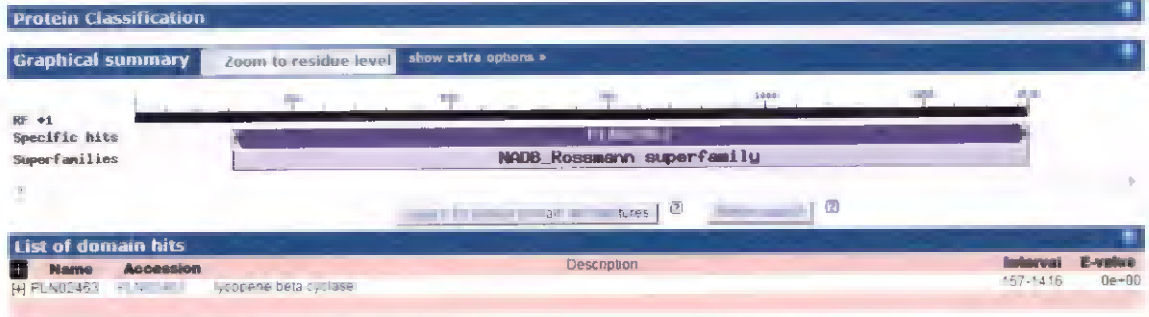 Protein Classification
Graphical summary Zoom to residue level show extra options »
1000
RF +1
Specific hits
Superfamilies NADB_Rossmann superfamily
[?] [?]
List of domain hits
Name Accession Description Interval E-value
[+] PLN02463 lycopene beta cyclase 157-1416 0e+00